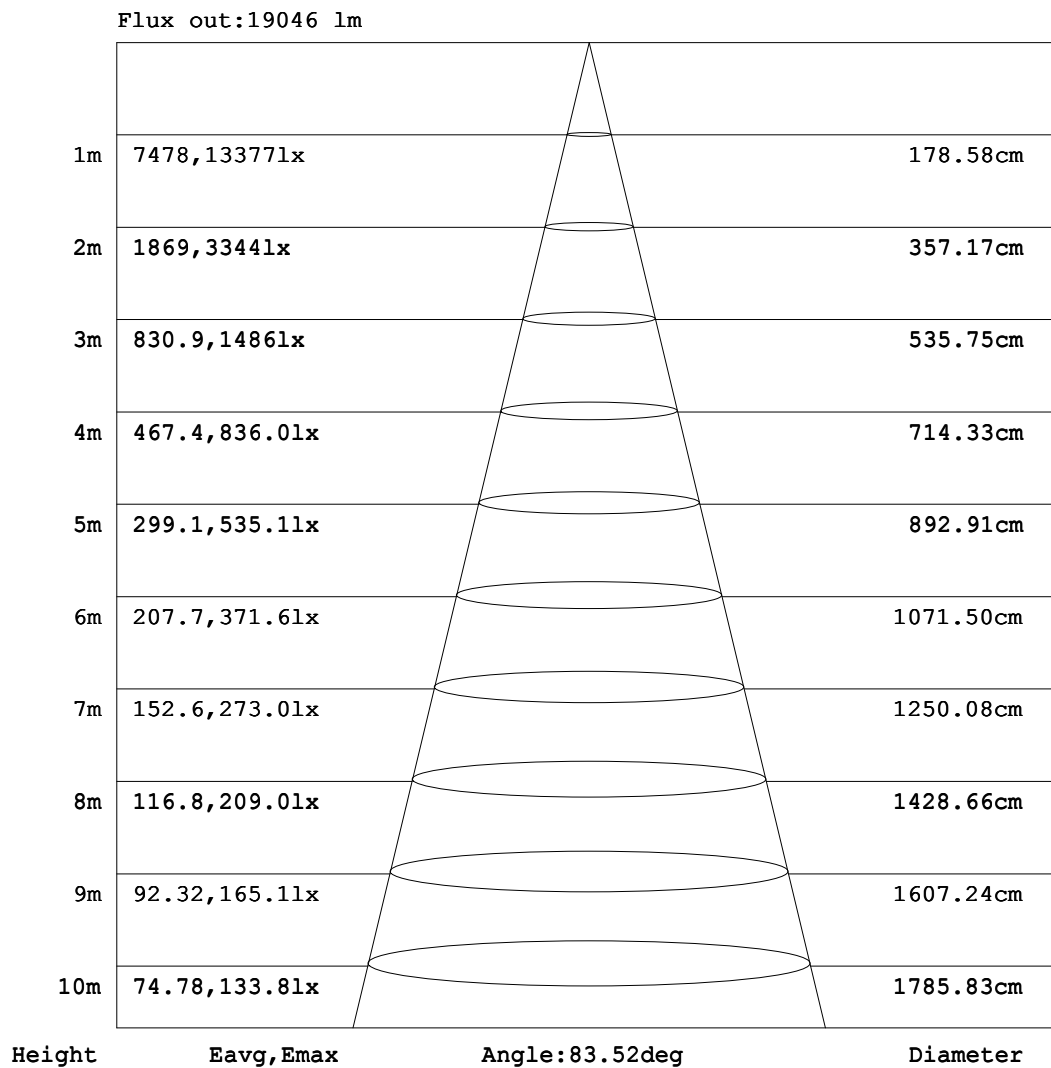 Flux out:19046 lm
1m 7478,13377lx 178.58cm
2m 1869,3344lx 357.17cm
3m 830.9,1486lx 535.75cm
4m 467.4,836.0lx 714.33cm
5m 299.1,535.1lx 892.91cm
6m 207.7,371.6lx 1071.50cm
7m 152.6,273.0lx 1250.08cm
8m 116.8,209.0lx 1428.66cm
9m 92.32,165.1lx 1607.24cm
10m 74.78,133.8lx 1785.83cm
Height Eavg,Emax Angle:83.52deg Diameter